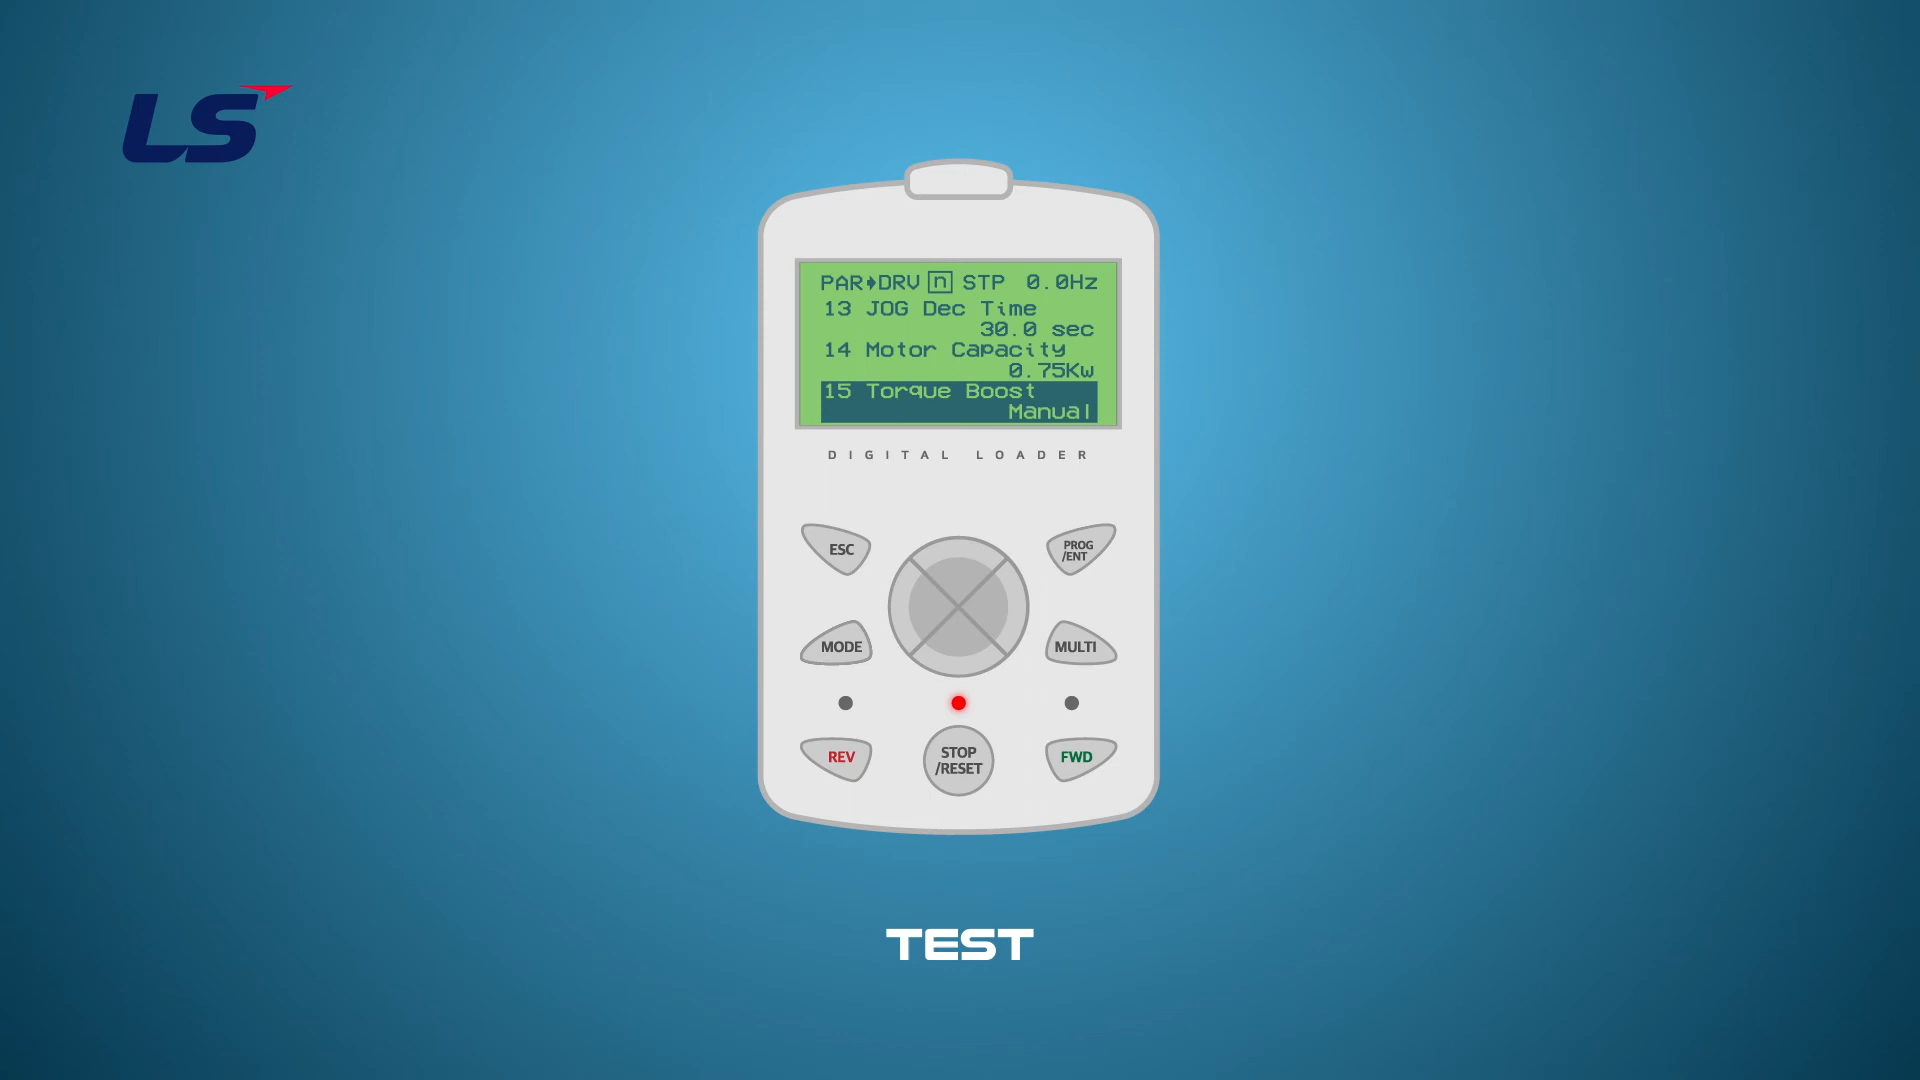 LS
PAR➧DRV n STP 0.0Hz
13 JOG Dec Time
30.0 sec
14 Motor Capacity
0.75Kw
15 Torque Boost
Manual
DIGITAL LOADER
ESC
PROG
/ENT
MODE
MULTI
REV
STOP
/RESET
FWD
TEST